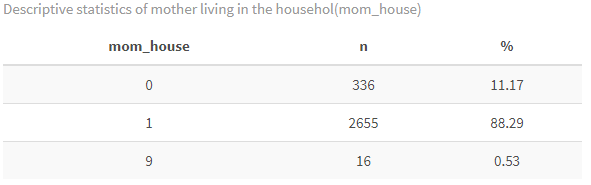 Descriptive statistics of mother living in the househol(mom_house)
mom_house n %
0 336 11.17
1 2655 88.29
9 16 0.53